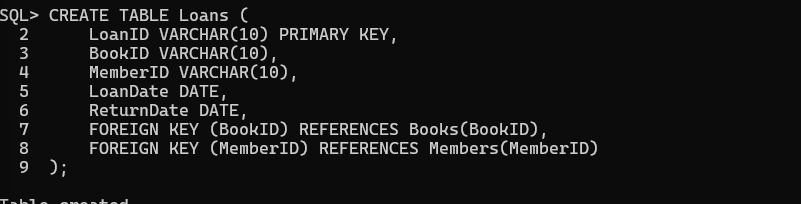 SQL> CREATE TABLE Loans (
  2      LoanID VARCHAR(10) PRIMARY KEY,
  3      BookID VARCHAR(10),
  4      MemberID VARCHAR(10),
  5      LoanDate DATE,
  6      ReturnDate DATE,
  7      FOREIGN KEY (BookID) REFERENCES Books(BookID),
  8      FOREIGN KEY (MemberID) REFERENCES Members(MemberID)
  9  );
Table created